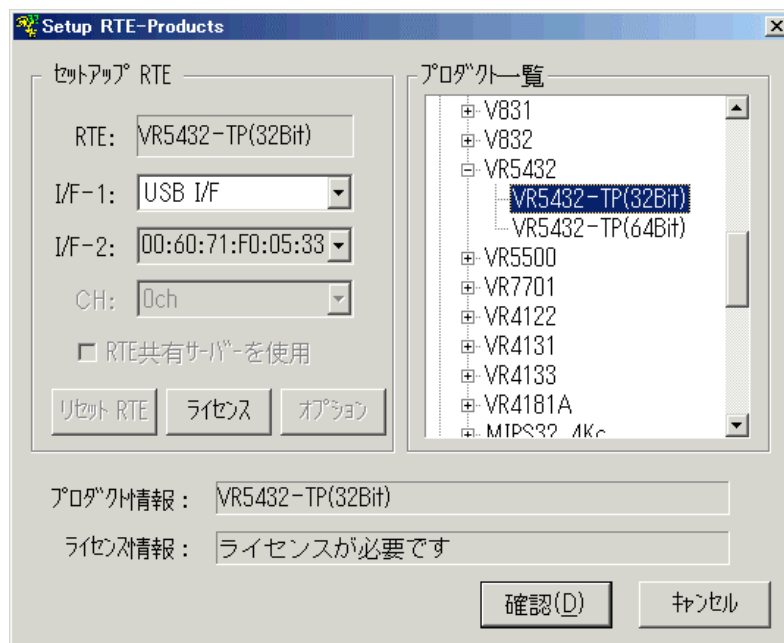 Setup RTE-Products
セットアップ RTE
RTE: VR5432-TP(32Bit)
I/F-1: USB I/F
I/F-2: 00:60:71:F0:05:33
CH: 0ch
RTE共有サーバーを使用
リセット RTE ライセンス オプション
プロダクト一覧
V831
V832
VR5432
VR5432-TP(32Bit)
VR5432-TP(64Bit)
VR5500
VR7701
VR4122
VR4131
VR4133
VR4181A
MIPS32 4Kc
プロダクト情報: VR5432-TP(32Bit)
ライセンス情報: ライセンスが必要です
確認(D) キャンセル